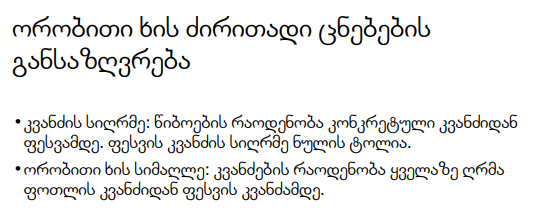 ორობითი ხის ძირითადი ცნებების
განსაზღვრება
• კვანძის სიღრმე: წიბოების რაოდენობა კონკრეტული კვანძიდან
ფესვამდე. ფესვის კვანძის სიღრმე ნულის ტოლია.
• ორობითი ხის სიმაღლე: კვანძების რაოდენობა ყველაზე ღრმა
ფოთლის კვანძიდან ფესვის კვანძამდე.